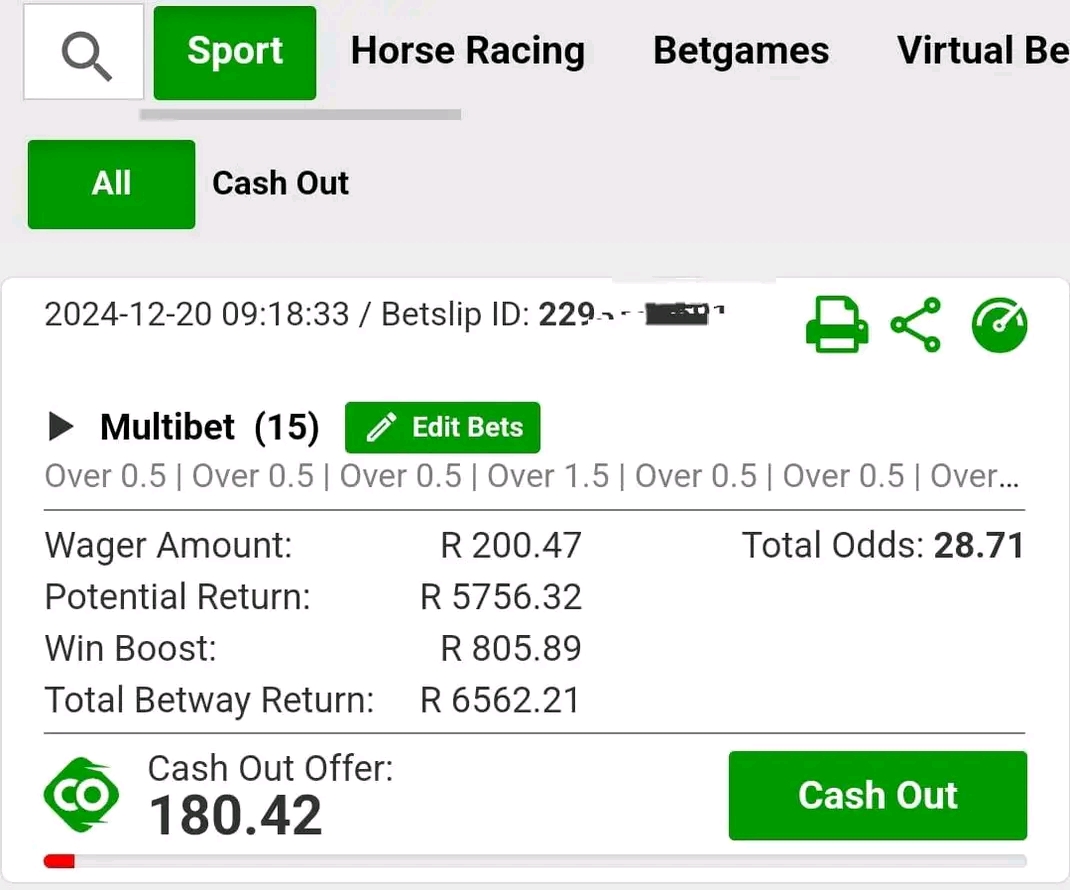 Sport Horse Racing Betgames Virtual Be
All Cash Out
2024-12-20 09:18:33 / Betslip ID: 229
Multibet (15) Edit Bets
Over 0.5 | Over 0.5 | Over 0.5 | Over 1.5 | Over 0.5 | Over 0.5 | Over...
Wager Amount: R 200.47 Total Odds: 28.71
Potential Return: R 5756.32
Win Boost: R 805.89
Total Betway Return: R 6562.21
CO Cash Out Offer:
180.42 Cash Out